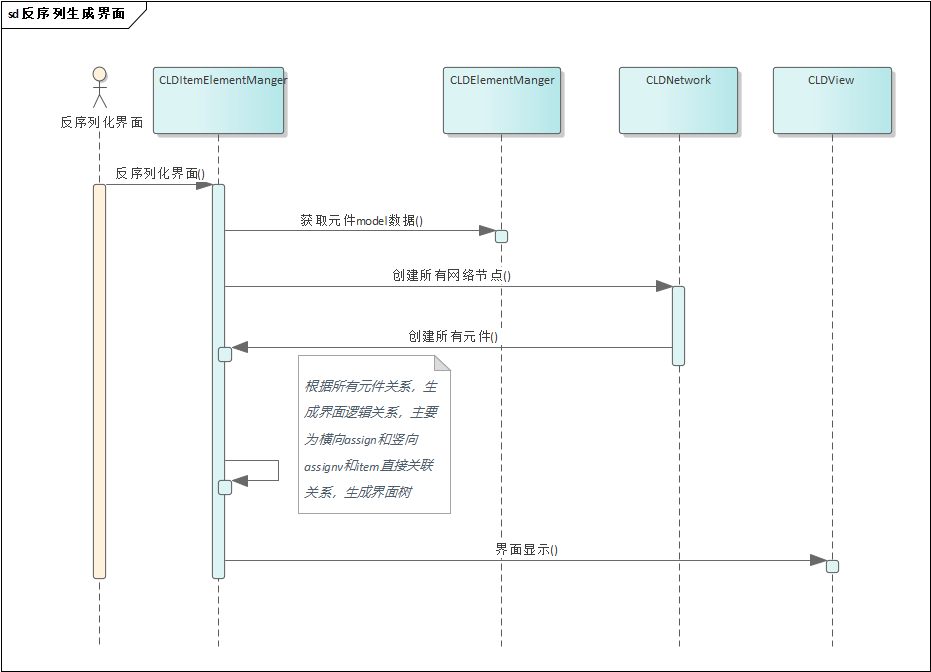 sd 反序列生成界面
反序列化界面
CLDItemElementManger
CLDElementManger
CLDNetwork
CLDView
反序列化界面()
获取元件model数据()
创建所有网络节点()
创建所有元件()
根据所有元件关系，生
成界面逻辑关系，主要
为横向assign和竖向
assignv和item直接关联
关系，生成界面树
界面显示()